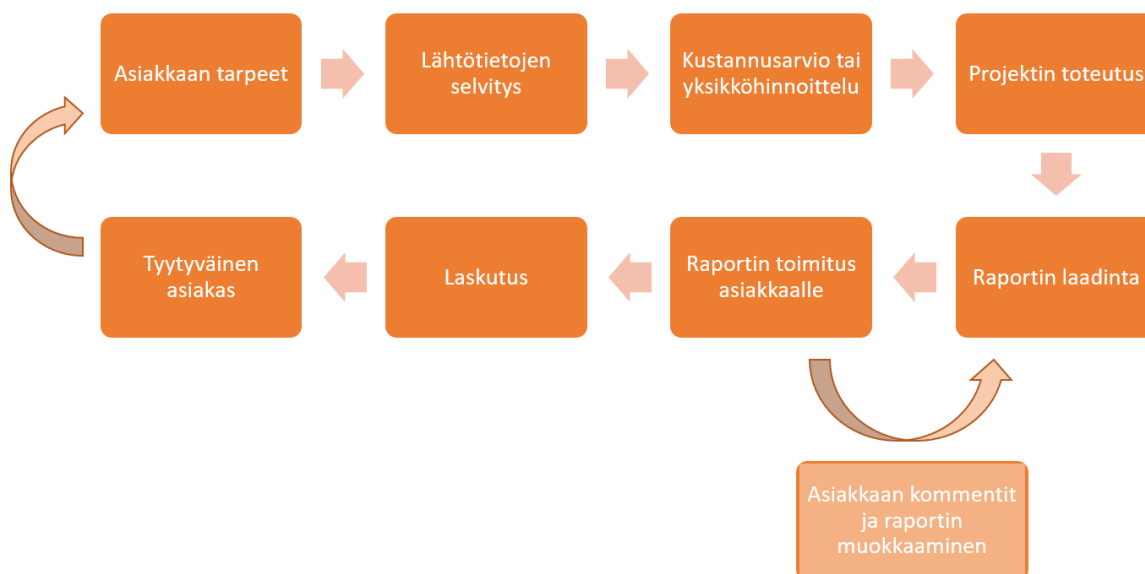 Asiakkaan tarpeet
Lähtötietojen
selvitys
Kustannusarvio tai
yksikköhinnoittelu
Projektin toteutus
Tyytyväinen
asiakas
Laskutus
Raportin toimitus
asiakkaalle
Raportin laadinta
Asiakkaan kommentit
ja raportin
muokkaaminen